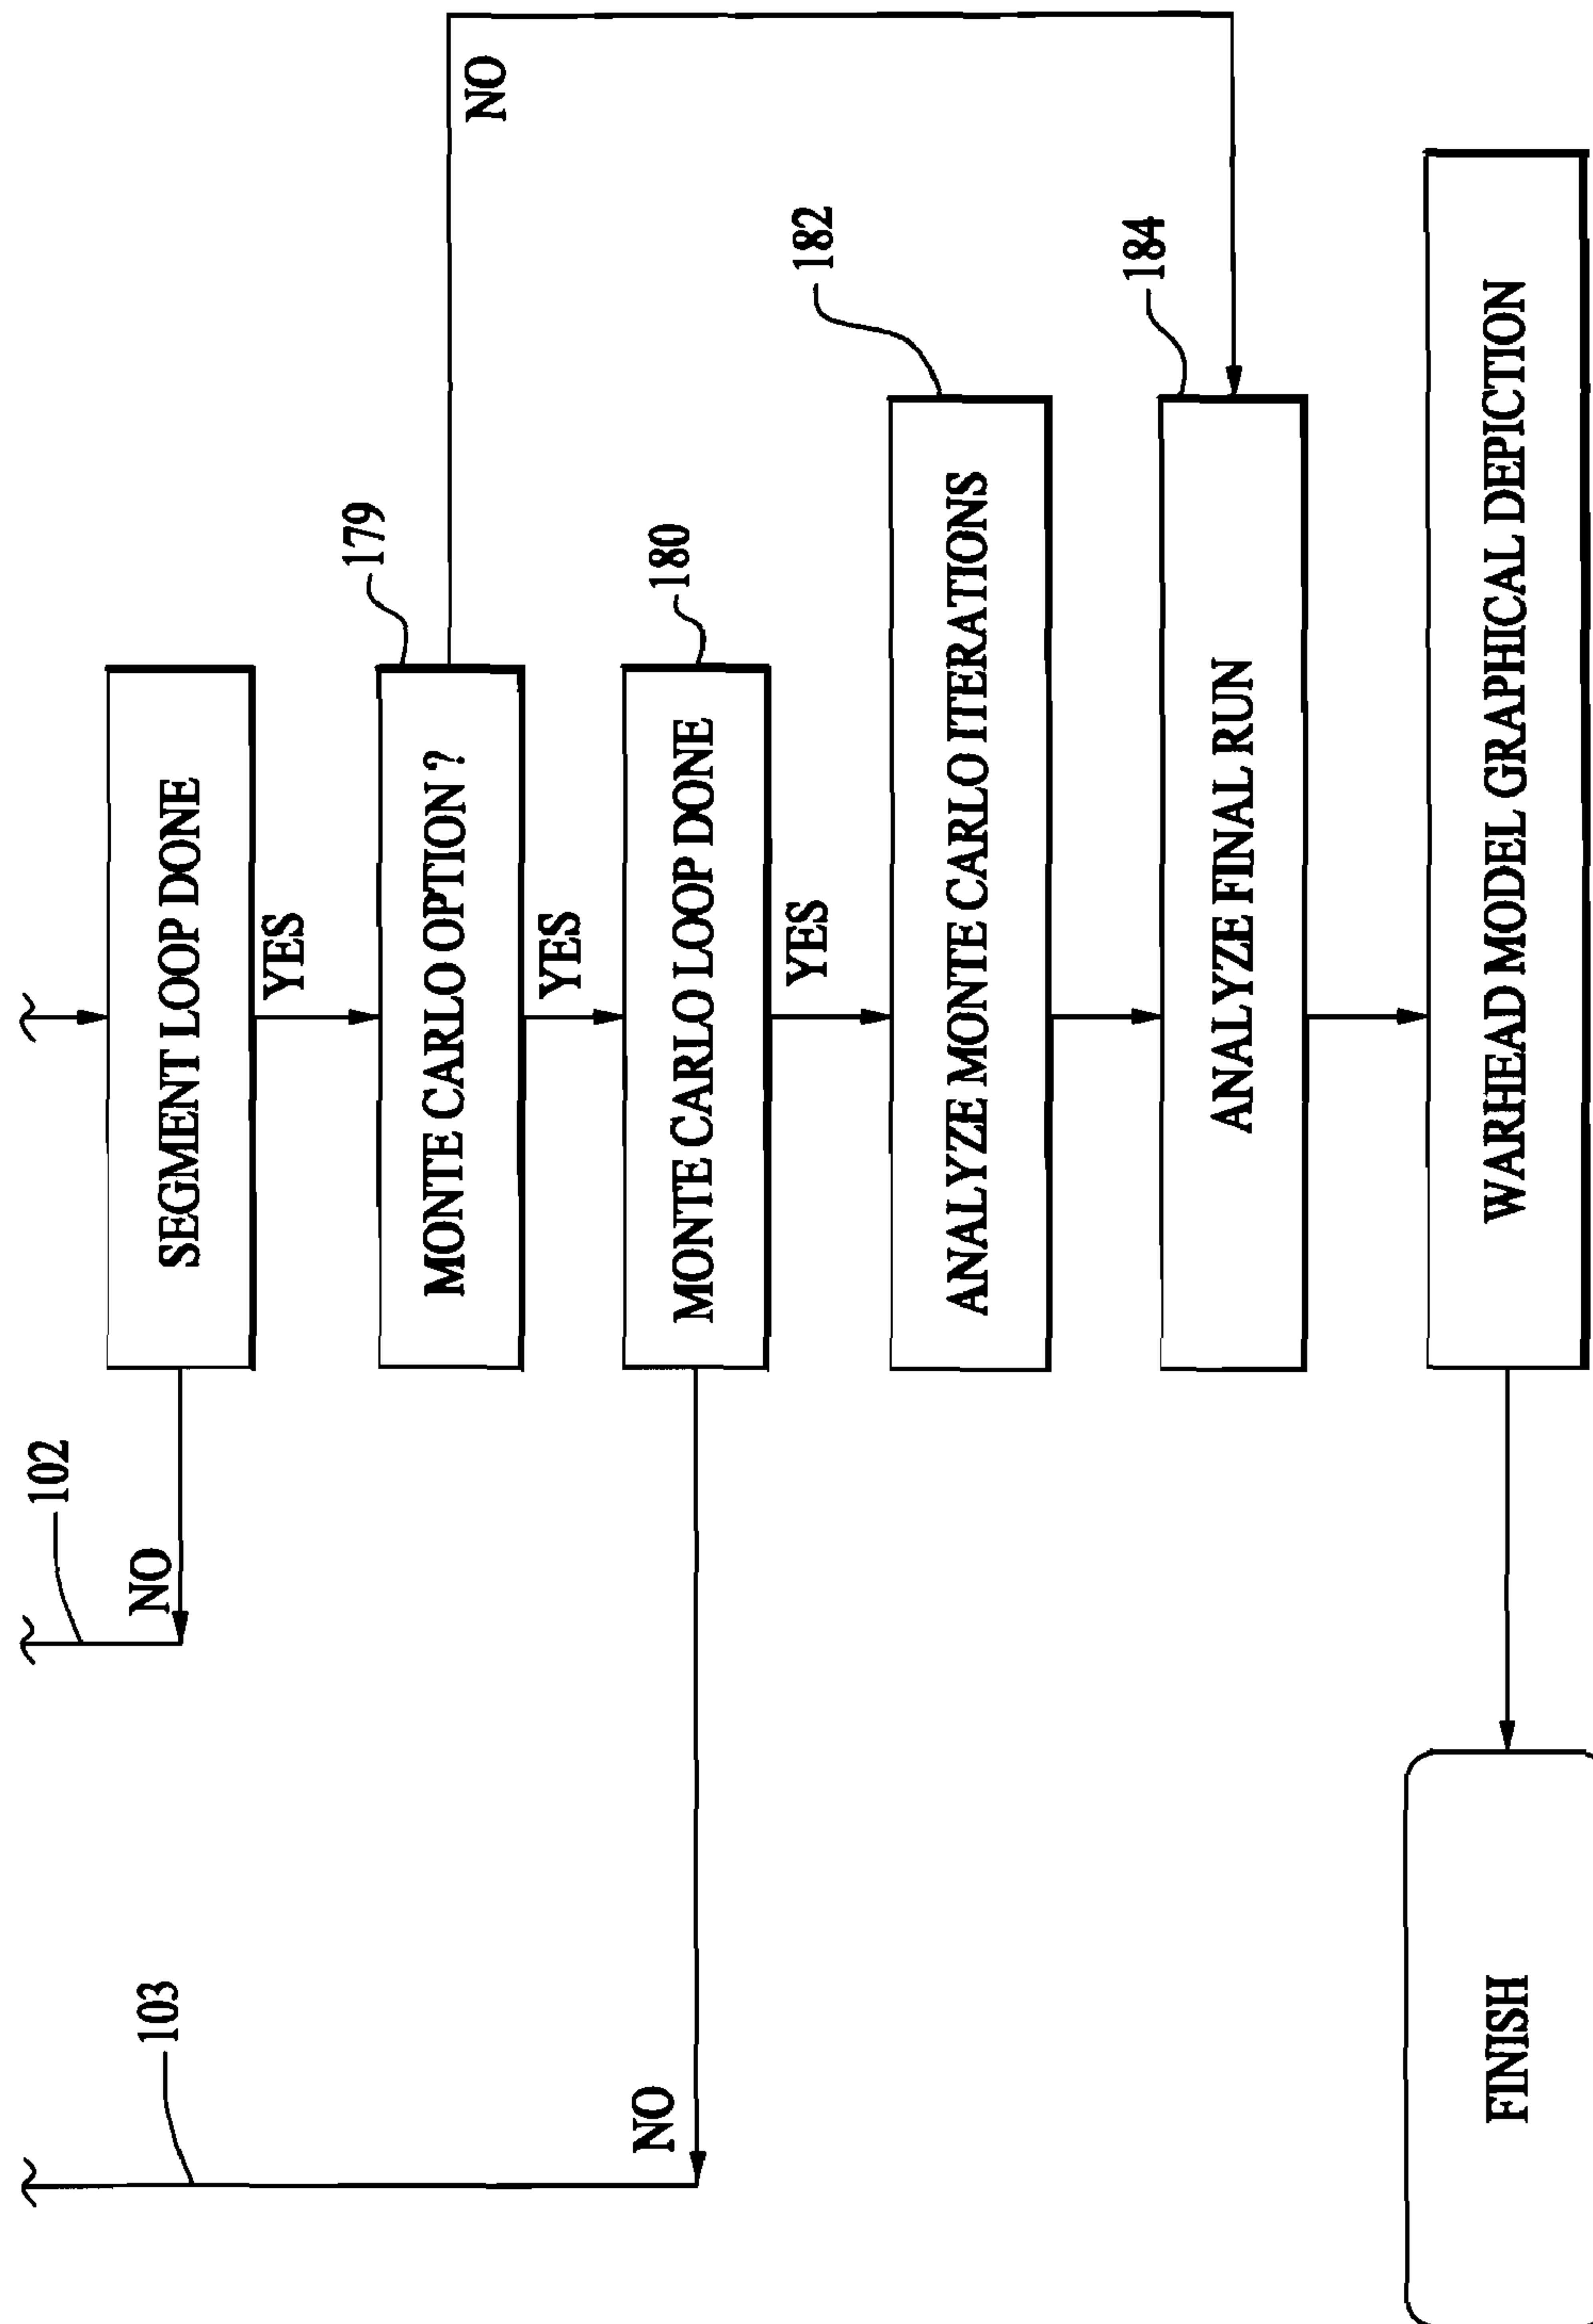 102
103
SEGMENT LOOP DONE
NO
YES
179
MONTE CARLO OPTION ?
NO
YES
180
MONTE CARLO LOOP DONE
NO
YES
182
ANALYZE MONTE CARLO ITERATIONS
184
ANALYZE FINAL RUN
WARHEAD MODEL GRAPHICAL DEPICTION
FINISH